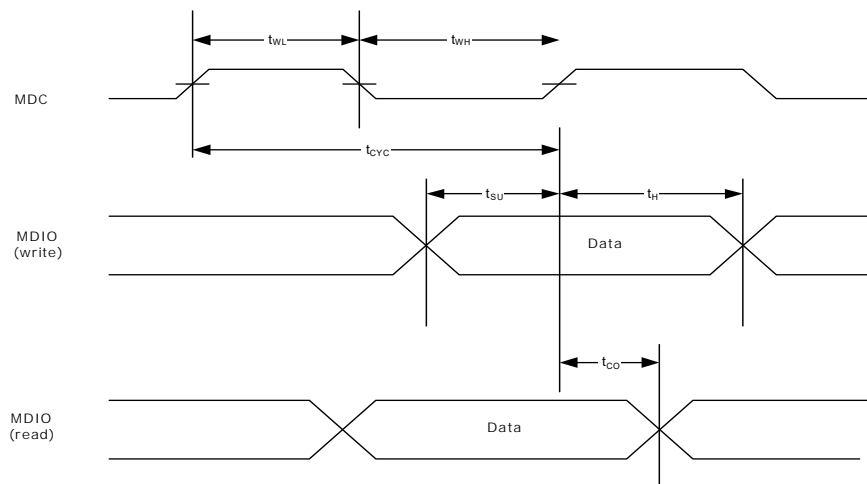 tWL
tWH
MDC
tCYC
tSU
tH
MDIO
(write)
Data
tCO
MDIO
(read)
Data